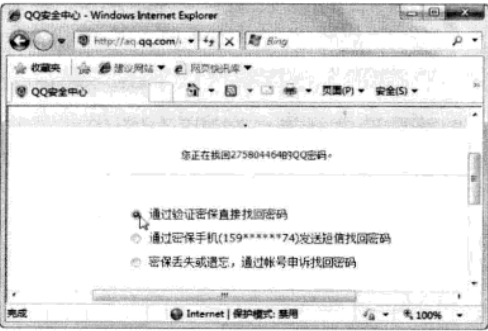 QQ安全中心 - Windows Internet Explorer
http://aq.qq.com/
Bing
收藏夹 建议网站 网页快讯库
QQ安全中心 页面(P) 安全(S)
您正在找回275804464的QQ密码。
通过验证密保直接找回密码
通过密保手机(159******74)发送短信找回密码
密保丢失或遗忘，通过帐号申诉找回密码
完成 Internet | 保护模式: 禁用 100%